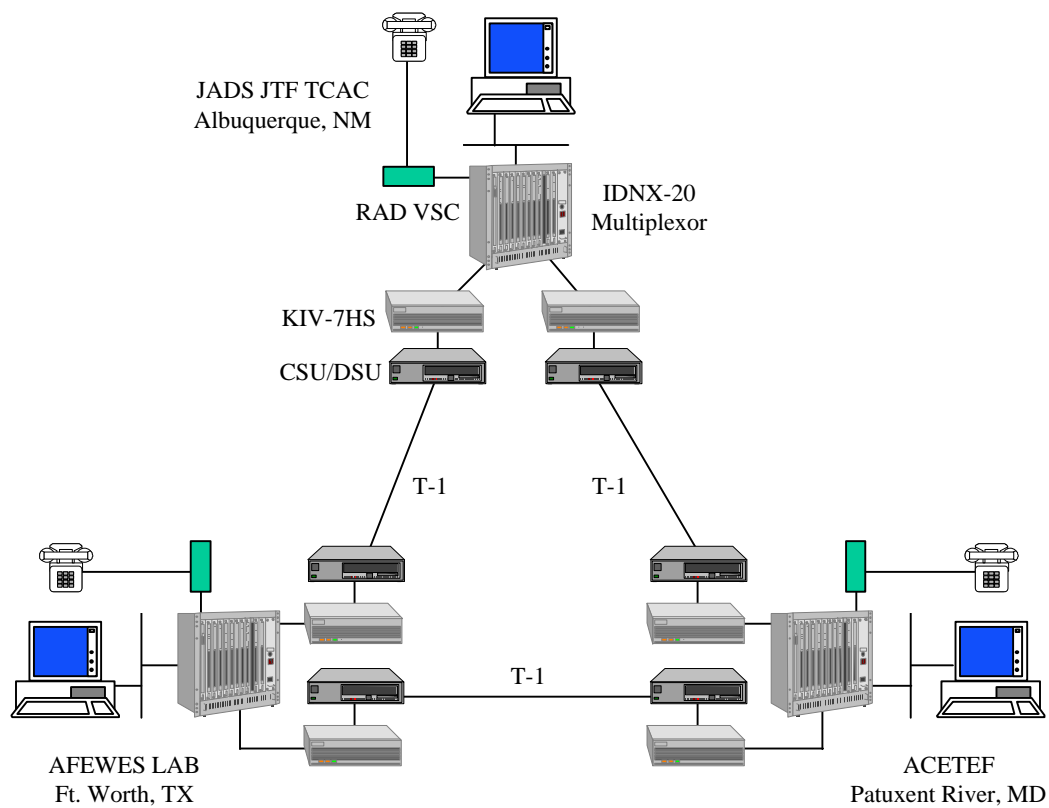 JADS JTF TCAC
Albuquerque, NM
RAD VSC
IDNX-20
Multiplexor
KIV-7HS
CSU/DSU
T-1
T-1
T-1
AFEWES LAB
Ft. Worth, TX
ACETEF
Patuxent River, MD